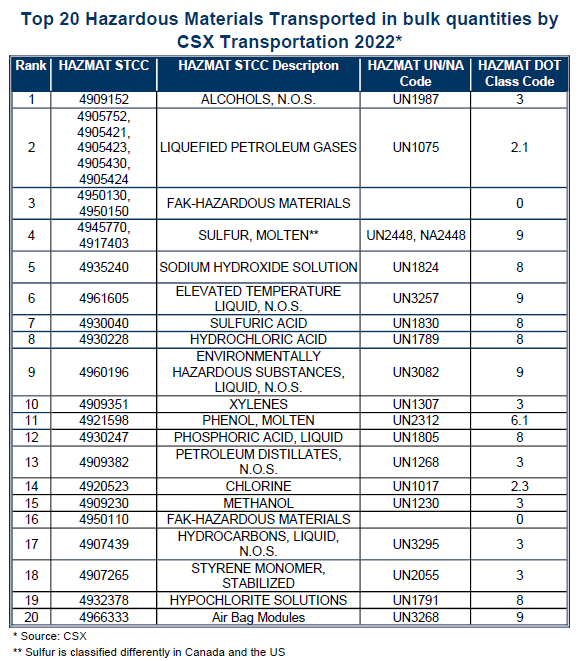 Top 20 Hazardous Materials Transported in bulk quantities by
CSX Transportation 2022*
Rank HAZMAT STCC HAZMAT STCC Descripton HAZMAT UN/NA Code HAZMAT DOT Class Code
1 4909152 ALCOHOLS, N.O.S. UN1987 3
2 4905752, 4905421, 4905423, 4905430, 4905424 LIQUEFIED PETROLEUM GASES UN1075 2.1
3 4950130, 4950150 FAK-HAZARDOUS MATERIALS 0
4 4945770, 4917403 SULFUR, MOLTEN** UN2448, NA2448 9
5 4935240 SODIUM HYDROXIDE SOLUTION UN1824 8
6 4961605 ELEVATED TEMPERATURE LIQUID, N.O.S. UN3257 9
7 4930040 SULFURIC ACID UN1830 8
8 4930228 HYDROCHLORIC ACID UN1789 8
9 4960196 ENVIRONMENTALLY HAZARDOUS SUBSTANCES, LIQUID, N.O.S. UN3082 9
10 4909351 XYLENES UN1307 3
11 4921598 PHENOL, MOLTEN UN2312 6.1
12 4930247 PHOSPHORIC ACID, LIQUID UN1805 8
13 4909382 PETROLEUM DISTILLATES, N.O.S. UN1268 3
14 4920523 CHLORINE UN1017 2.3
15 4909230 METHANOL UN1230 3
16 4950110 FAK-HAZARDOUS MATERIALS 0
17 4907439 HYDROCARBONS, LIQUID, N.O.S. UN3295 3
18 4907265 STYRENE MONOMER, STABILIZED UN2055 3
19 4932378 HYPOCHLORITE SOLUTIONS UN1791 8
20 4966333 Air Bag Modules UN3268 9
* Source: CSX
** Sulfur is classified differently in Canada and the US